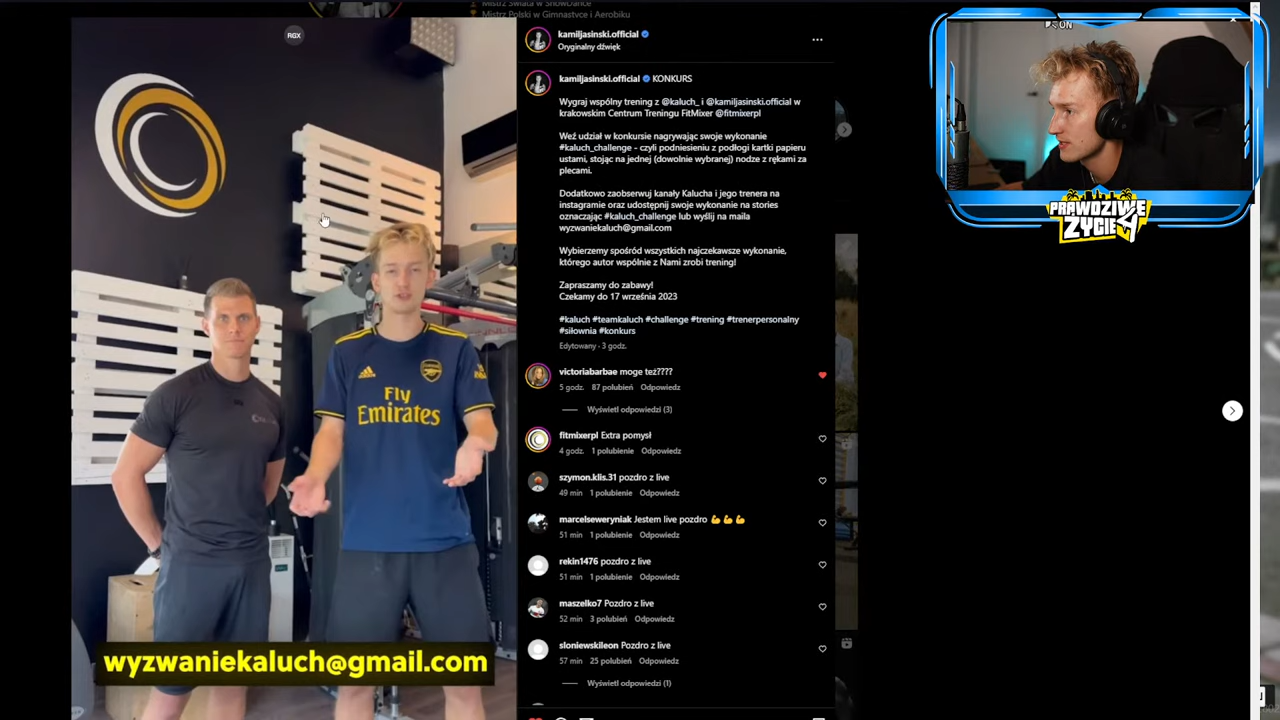 Mistrz Świata w ShowDance
Mistrz Polski w Gimnastyce i Aerobiku
kamiljasinski.official
Oryginalny dźwięk
RGX
ON
kamiljasinski.official KONKURS
Wygraj wspólny trening z @kaluch_ i @kamiljasinski.official w
krakowskim Centrum Treningu FitMixer @fitmixerpl
Weź udział w konkursie nagrywając swoje wykonanie
#kaluch_challenge - czyli podniesieniu z podłogi kartki papieru
ustami, stojąc na jednej (dowolnie wybranej) nodze z rękami za
plecami.
Dodatkowo zaobserwuj kanały Kalucha i jego trenera na
instagramie oraz udostępnij swoje wykonanie na stories
oznaczając #kaluch_challenge lub wyślij na maila
wyzwaniekaluch@gmail.com
Wybierzemy spośród wszystkich najczekawsze wykonanie,
którego autor wspólnie z Nami zrobi trening!
Zapraszamy do zabawy!
Czekamy do 17 września 2023
#kaluch #teamkaluch #challenge #trening #trenerpersonalny
#siłownia #konkurs
Edytowany · 3 godz.
victoriabarbae moge też????
5 godz. 87 polubień Odpowiedz
Wyświetl odpowiedzi (3)
fitmixerpl Extra pomysł
4 godz. 1 polubienie Odpowiedz
szymon.klis.31 pozdro z live
49 min 1 polubienie Odpowiedz
marcelseweryniak Jestem live pozdro 💪💪💪
51 min 1 polubienie Odpowiedz
rekin1476 pozdro z live
51 min 1 polubienie Odpowiedz
maszelko7 Pozdro z live
52 min 3 polubień Odpowiedz
sloniewskileon Pozdro z live
57 min 25 polubień Odpowiedz
Wyświetl odpowiedzi (1)
PRAWDZIWE
ŻYCIE 4
Fly
Emirates
wyzwaniekaluch@gmail.com